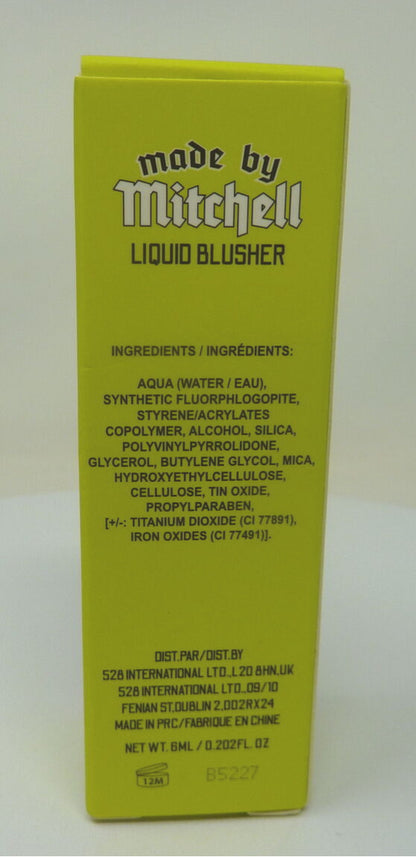 made by
Mitchell
LIQUID BLUSHER
INGREDIENTS / INGRÉDIENTS:
AQUA (WATER / EAU),
SYNTHETIC FLUORPHLOGOPITE,
STYRENE/ACRYLATES
COPOLYMER, ALCOHOL, SILICA,
POLYVINYLPYRROLIDONE,
GLYCEROL, BUTYLENE GLYCOL, MICA,
HYDROXYETHYLCELLULOSE,
CELLULOSE, TIN OXIDE,
PROPYLPARABEN,
[+/-: TITANIUM DIOXIDE (CI 77891),
IRON OXIDES (CI 77491)].
DIST.PAR/DIST.BY
528 INTERNATIONAL LTD.,L20 8HN,UK
528 INTERNATIONAL LTD.,09/10
FENIAN ST,DUBLIN 2,D02RX24
MADE IN PRC/FABRIQUE EN CHINE
NET WT. 6ML / 0.202FL. OZ
12M B5227